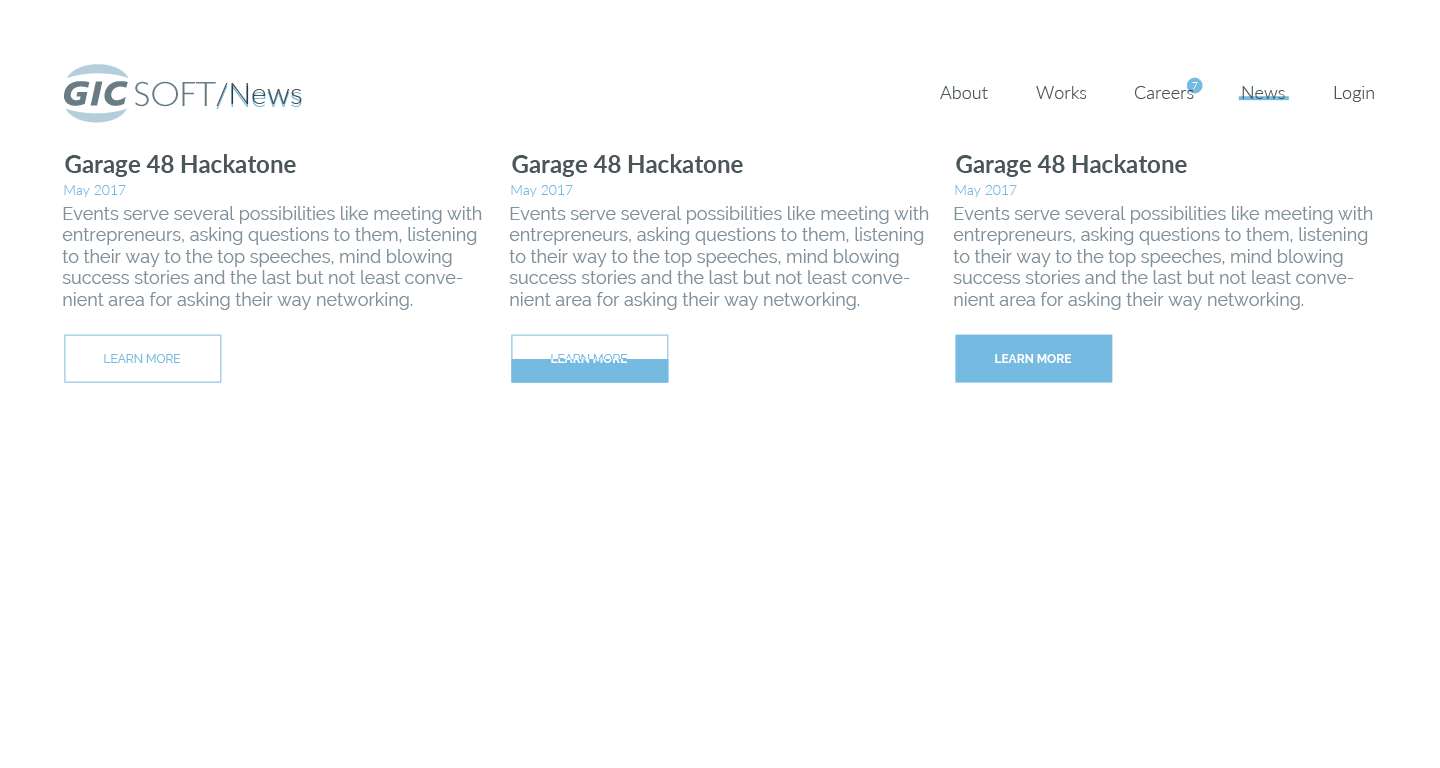 GIC SOFT/News
About Works Careers 7 News Login
Garage 48 Hackatone
May 2017
Events serve several possibilities like meeting with
entrepreneurs, asking questions to them, listening
to their way to the top speeches, mind blowing
success stories and the last but not least conve-
nient area for asking their way networking.
LEARN MORE
Garage 48 Hackatone
May 2017
Events serve several possibilities like meeting with
entrepreneurs, asking questions to them, listening
to their way to the top speeches, mind blowing
success stories and the last but not least conve-
nient area for asking their way networking.
LEARN MORE
Garage 48 Hackatone
May 2017
Events serve several possibilities like meeting with
entrepreneurs, asking questions to them, listening
to their way to the top speeches, mind blowing
success stories and the last but not least conve-
nient area for asking their way networking.
LEARN MORE